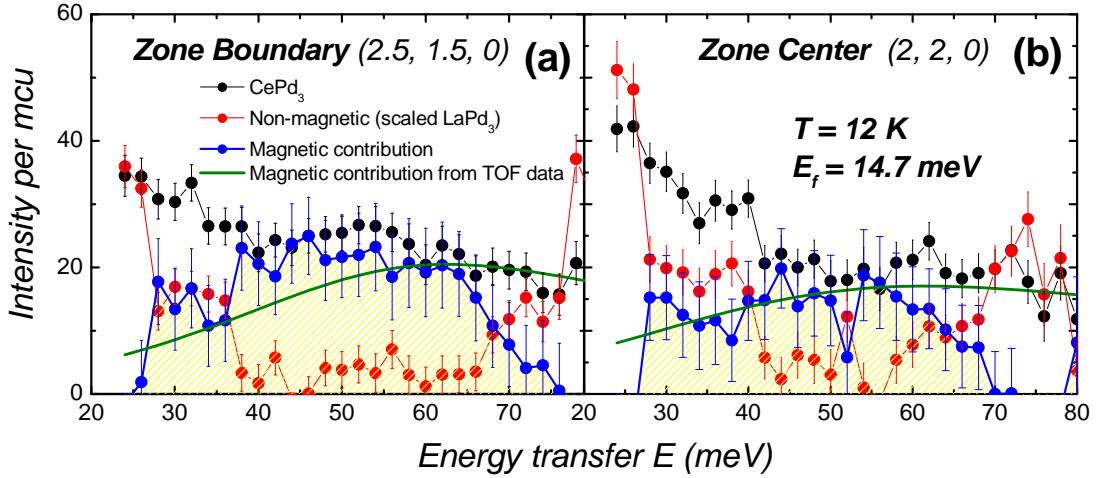 Zone Boundary (2.5, 1.5, 0) (a)
CePd3
Non-magnetic (scaled LaPd3)
Magnetic contribution
Magnetic contribution from TOF data
Zone Center (2, 2, 0) (b)
T = 12 K
Ef = 14.7 meV
Intensity per mcu
60
40
20
0
20 30 40 50 60 70 20 30 40 50 60 70 80
Energy transfer E (meV)